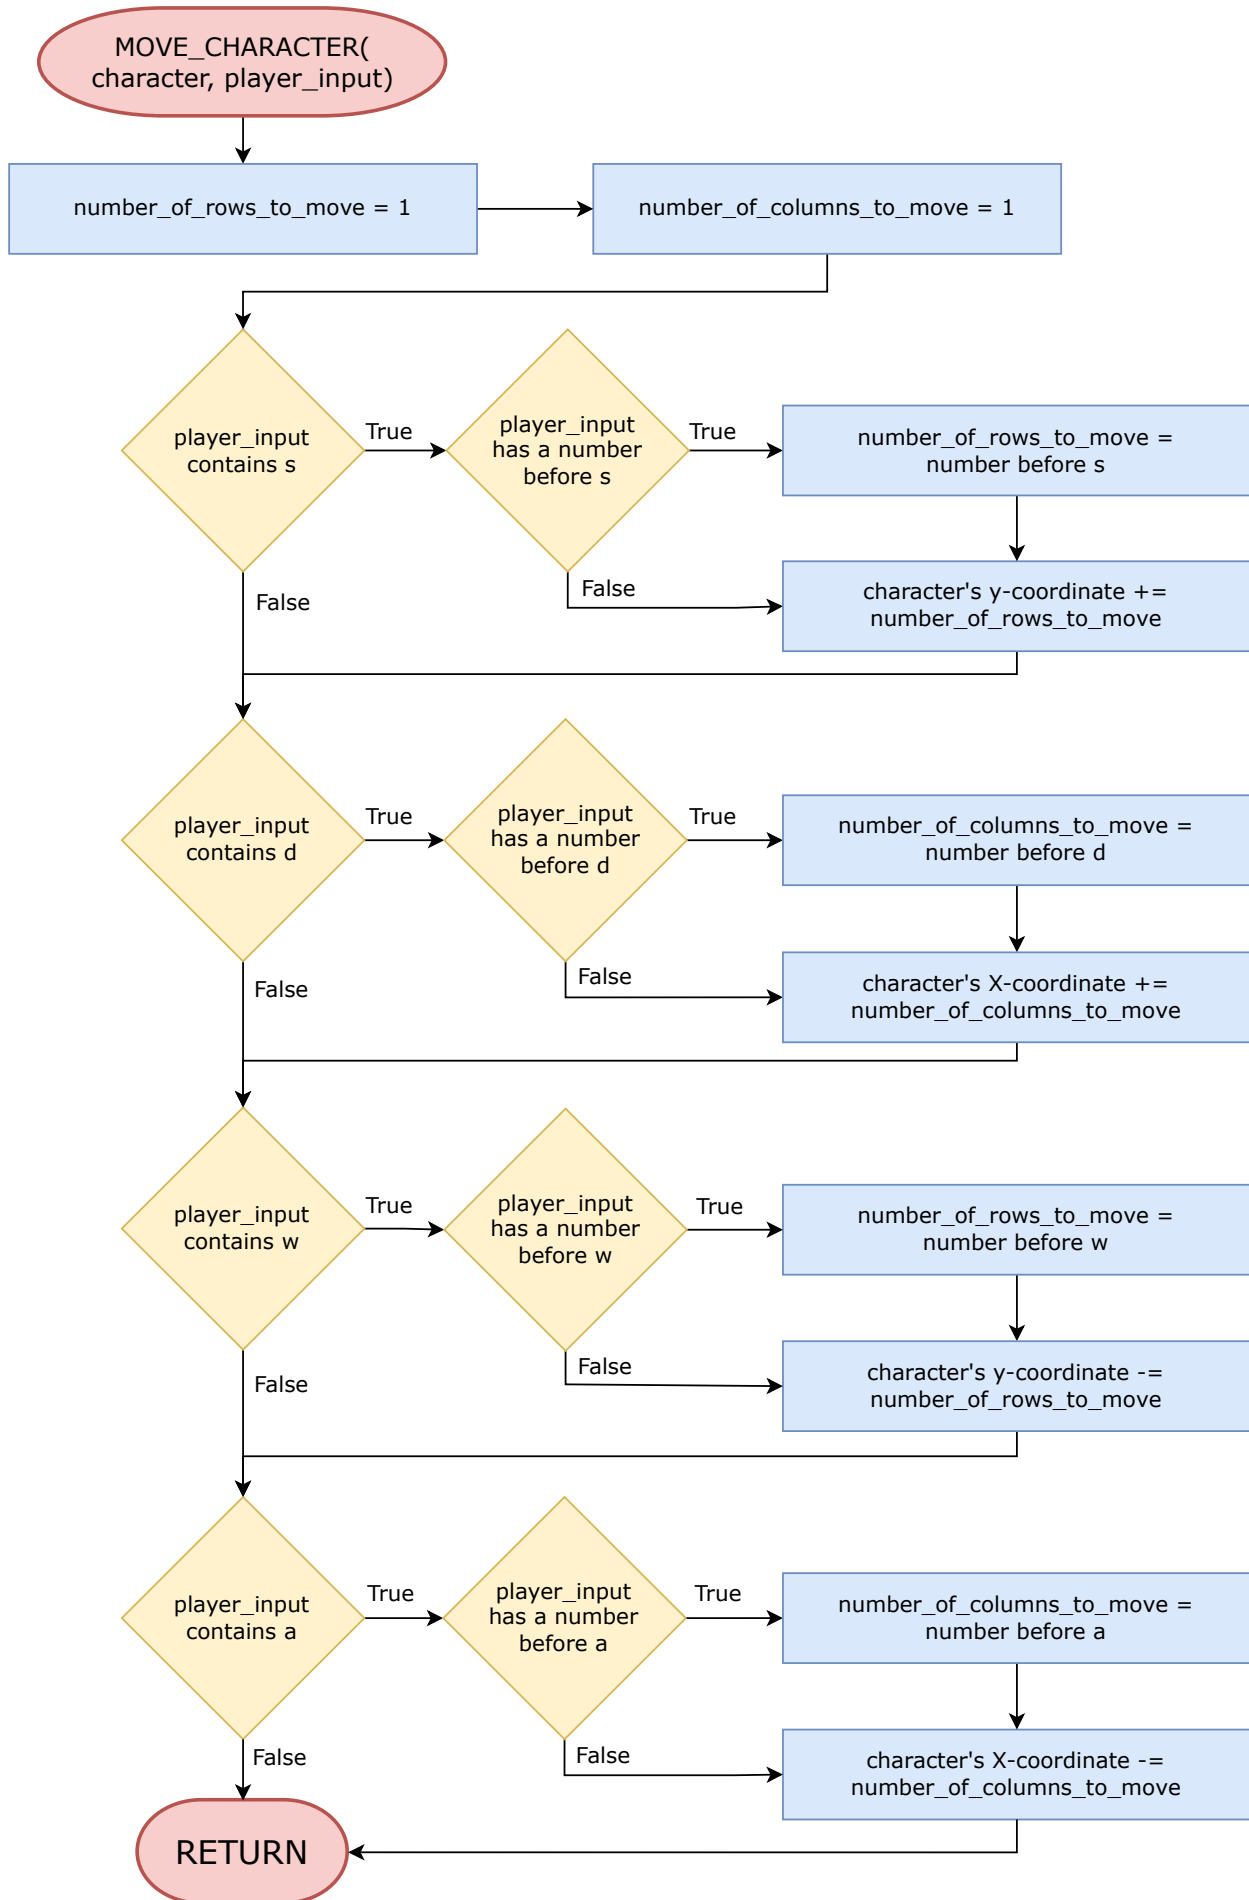 MOVE_CHARACTER(
character, player_input)
number_of_rows_to_move = 1
number_of_columns_to_move = 1
player_input
contains s
True
player_input
has a number
before s
True
number_of_rows_to_move =
number before s
False
False
character's y-coordinate +=
number_of_rows_to_move
player_input
contains d
True
player_input
has a number
before d
True
number_of_columns_to_move =
number before d
False
False
character's X-coordinate +=
number_of_columns_to_move
player_input
contains w
True
player_input
has a number
before w
True
number_of_rows_to_move =
number before w
False
False
character's y-coordinate -=
number_of_rows_to_move
player_input
contains a
True
player_input
has a number
before a
True
number_of_columns_to_move =
number before a
False
False
character's X-coordinate -=
number_of_columns_to_move
RETURN